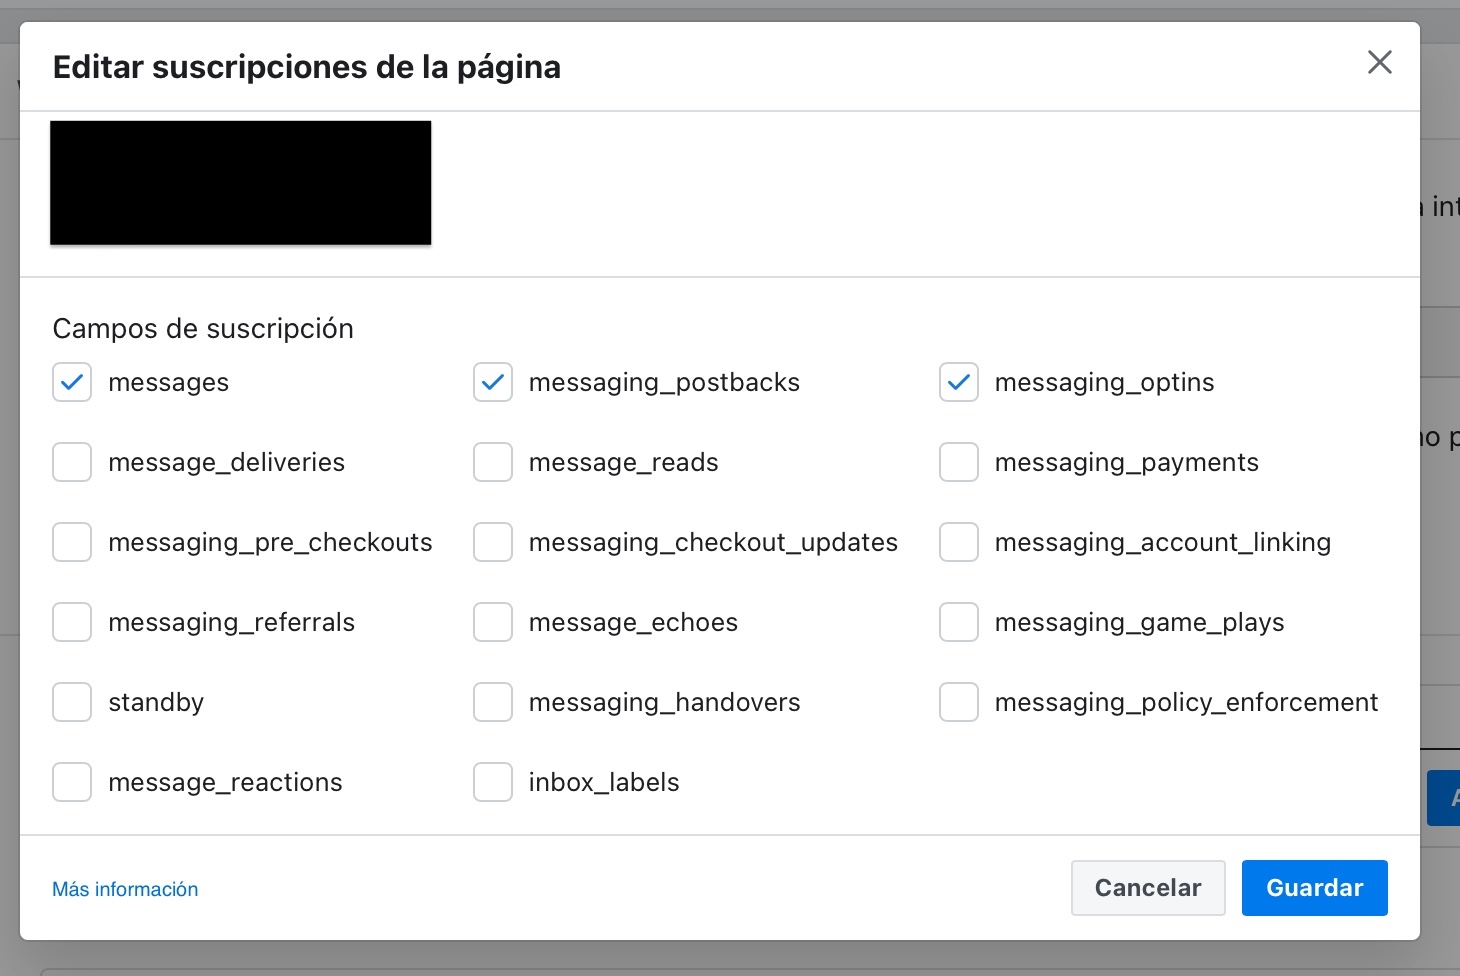 Editar suscripciones de la página
Campos de suscripción
messages messaging_postbacks messaging_optins
message_deliveries message_reads messaging_payments
messaging_pre_checkouts messaging_checkout_updates messaging_account_linking
messaging_referrals message_echoes messaging_game_plays
standby messaging_handovers messaging_policy_enforcement
message_reactions inbox_labels
Más información Cancelar Guardar